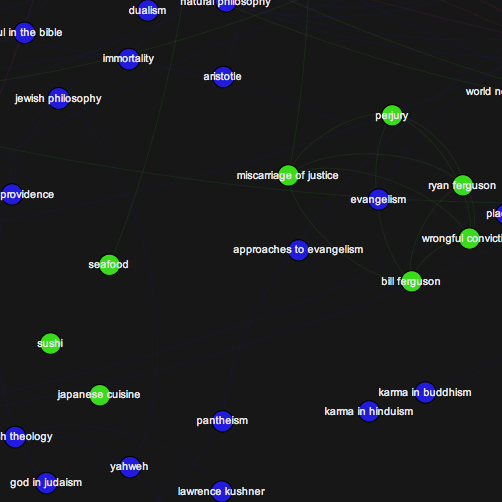 natural philosophy
dualism
ul in the bible
immortality
aristotle
world n
jewish philosophy
perjury
miscarriage of justice
ryan ferguson
providence
evangelism
pla
wrongful convicti
approaches to evangelism
seafood
bill ferguson
sushi
japanese cuisine
karma in buddhism
karma in hinduism
pantheism
h theology
yahweh
god in judaism
lawrence kushner